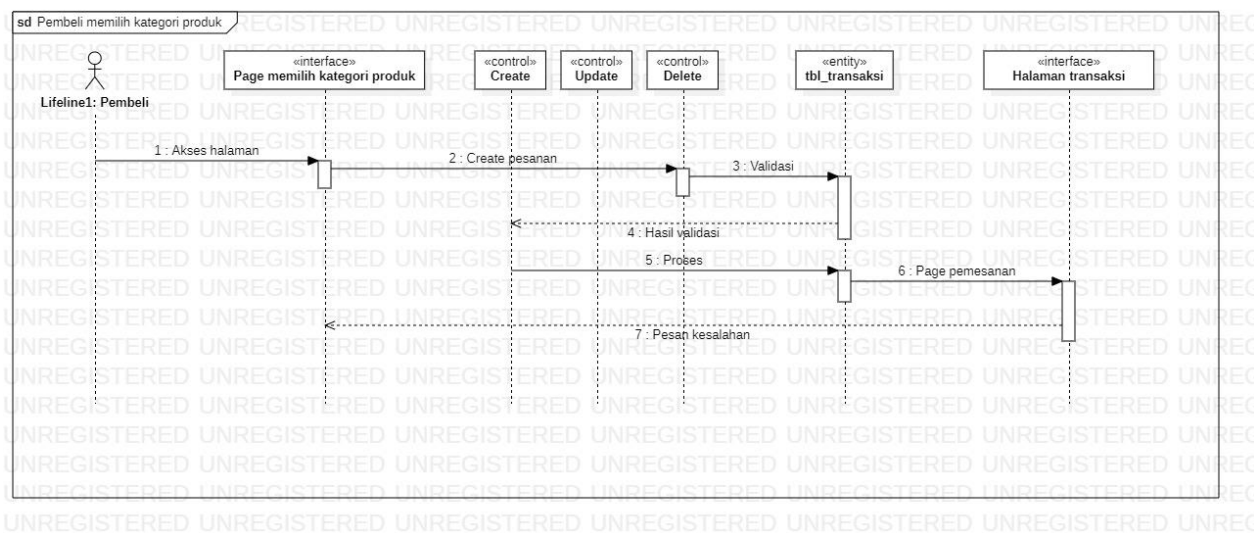 sd Pembeli memilih kategori produk
Lifeline1: Pembeli
«interface»
Page memilih kategori produk
«control»
Create
«control»
Update
«control»
Delete
«entity»
tbl_transaksi
«interface»
Halaman transaksi
1 : Akses halaman
2 : Create pesanan
3 : Validasi
4 : Hasil validasi
5 : Proses
6 : Page pemesanan
7 : Pesan kesalahan
UNREGISTERED